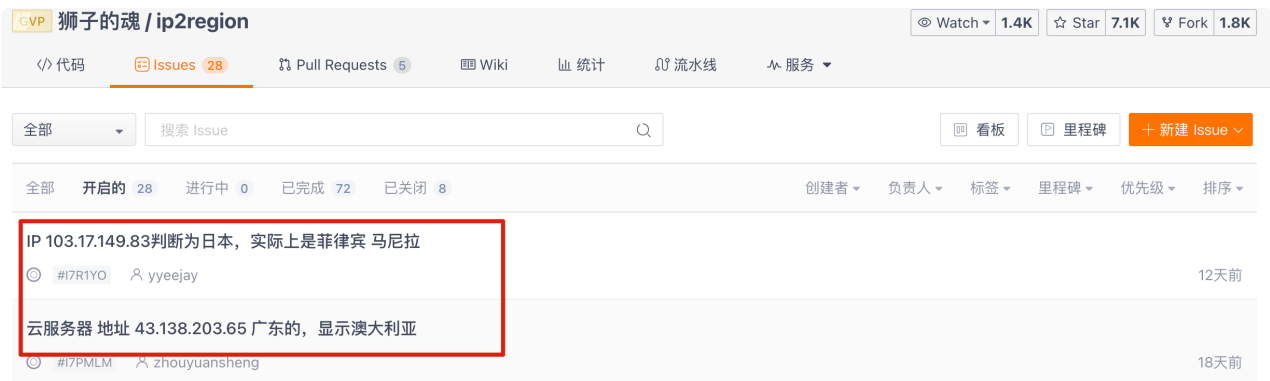 GVP 狮子的魂 / ip2region
Watch 1.4K Star 7.1K Fork 1.8K
代码 Issues 28 Pull Requests 5 Wiki 统计 流水线 服务
全部 搜索 Issue 看板 里程碑 + 新建 Issue
全部 开启的 28 进行中 0 已完成 72 已关闭 8 创建者 负责人 标签 里程碑 优先级 排序
IP 103.17.149.83判断为日本，实际上是菲律宾 马尼拉
#I7R1YO yyeejay 12天前
云服务器 地址 43.138.203.65 广东的，显示澳大利亚
#I7PMLM zhouyuansheng 18天前